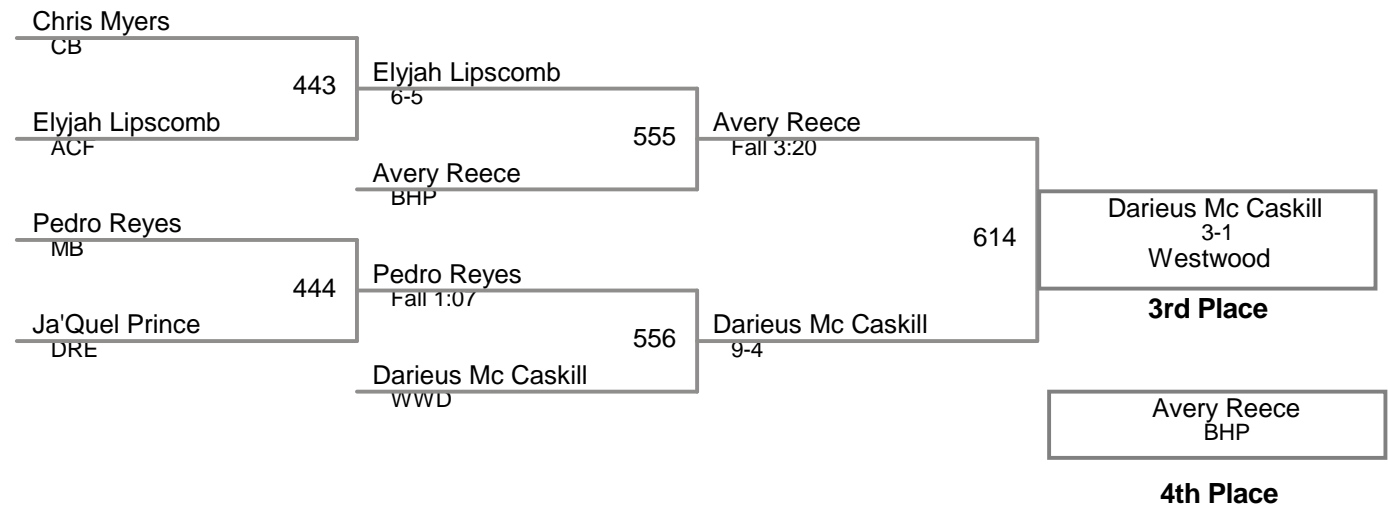 Chris Myers
CB
443
Elyjah Lipscomb
6-5
Elyjah Lipscomb
ACF
555
Avery Reece
Fall 3:20
Avery Reece
BHP
Pedro Reyes
MB
614
Darieus Mc Caskill
3-1
Westwood
3rd Place
444
Pedro Reyes
Fall 1:07
Ja'Quel Prince
DRE
556
Darieus Mc Caskill
9-4
Darieus Mc Caskill
WWD
Avery Reece
BHP
4th Place